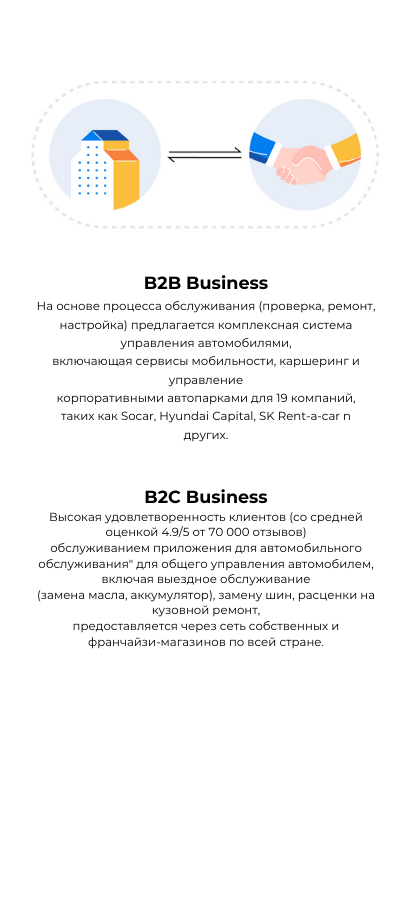 B2B Business
На основе процесса обслуживания (проверка, ремонт,
настройка) предлагается комплексная система
управления автомобилями,
включающая сервисы мобильности, каршеринг и
управление
корпоративными автопарками для 19 компаний,
таких как Socar, Hyundai Capital, SK Rent-a-car n
других.
B2C Business
Высокая удовлетворенность клиентов (со средней
оценкой 4.9/5 от 70 000 отзывов)
обслуживанием приложения для автомобильного
обслуживания" для общего управления автомобилем,
включая выездное обслуживание
(замена масла, аккумулятор), замену шин, расценки на
кузовной ремонт,
предоставляется через сеть собственных и
франчайзи-магазинов по всей стране.